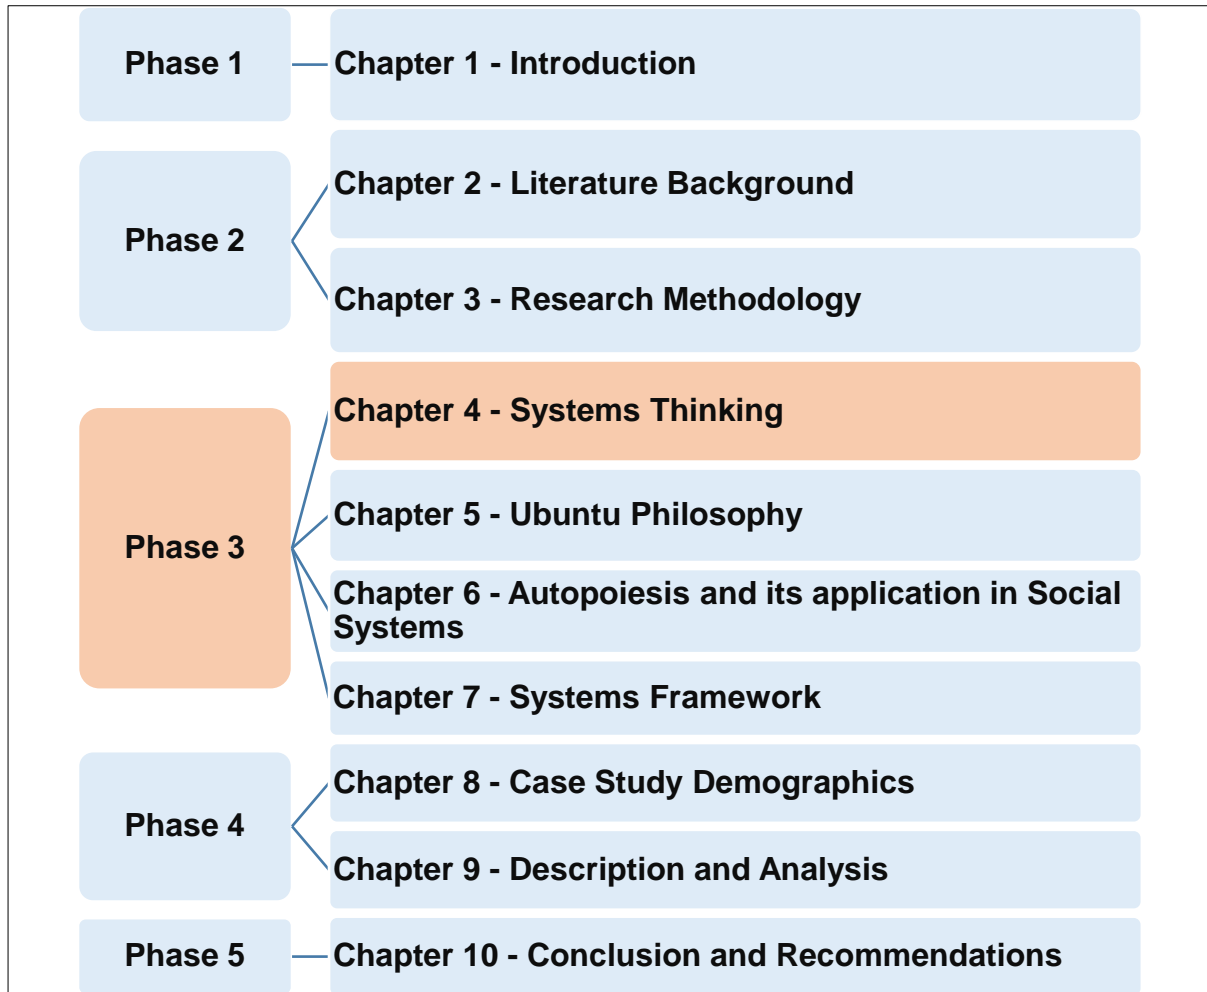 Phase 1
Chapter 1 - Introduction
Phase 2
Chapter 2 - Literature Background
Chapter 3 - Research Methodology
Phase 3
Chapter 4 - Systems Thinking
Chapter 5 - Ubuntu Philosophy
Chapter 6 - Autopoiesis and its application in Social
Systems
Chapter 7 - Systems Framework
Phase 4
Chapter 8 - Case Study Demographics
Chapter 9 - Description and Analysis
Phase 5
Chapter 10 - Conclusion and Recommendations